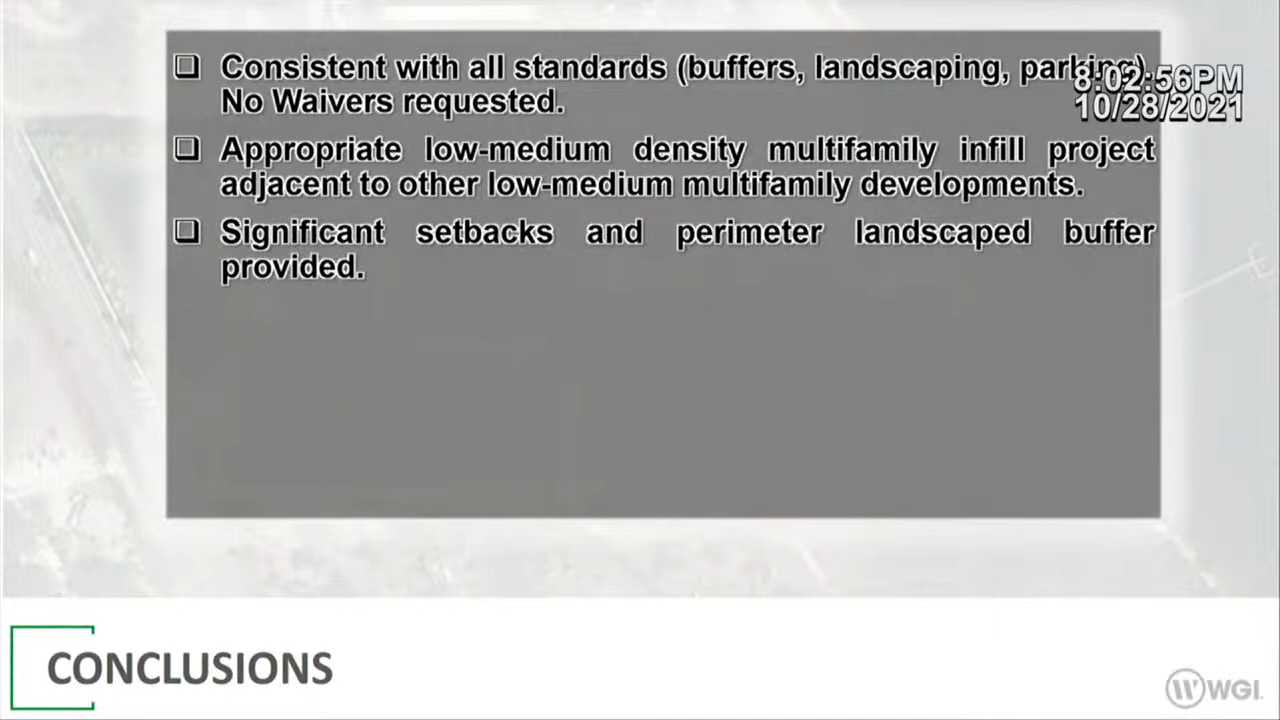 Consistent with all standards (buffers, landscaping, parking).
No Waivers requested.
8:02:56PM
10/28/2021
Appropriate low-medium density multifamily infill project
adjacent to other low-medium multifamily developments.
Significant setbacks and perimeter landscaped buffer
provided.
CONCLUSIONS
WGI.